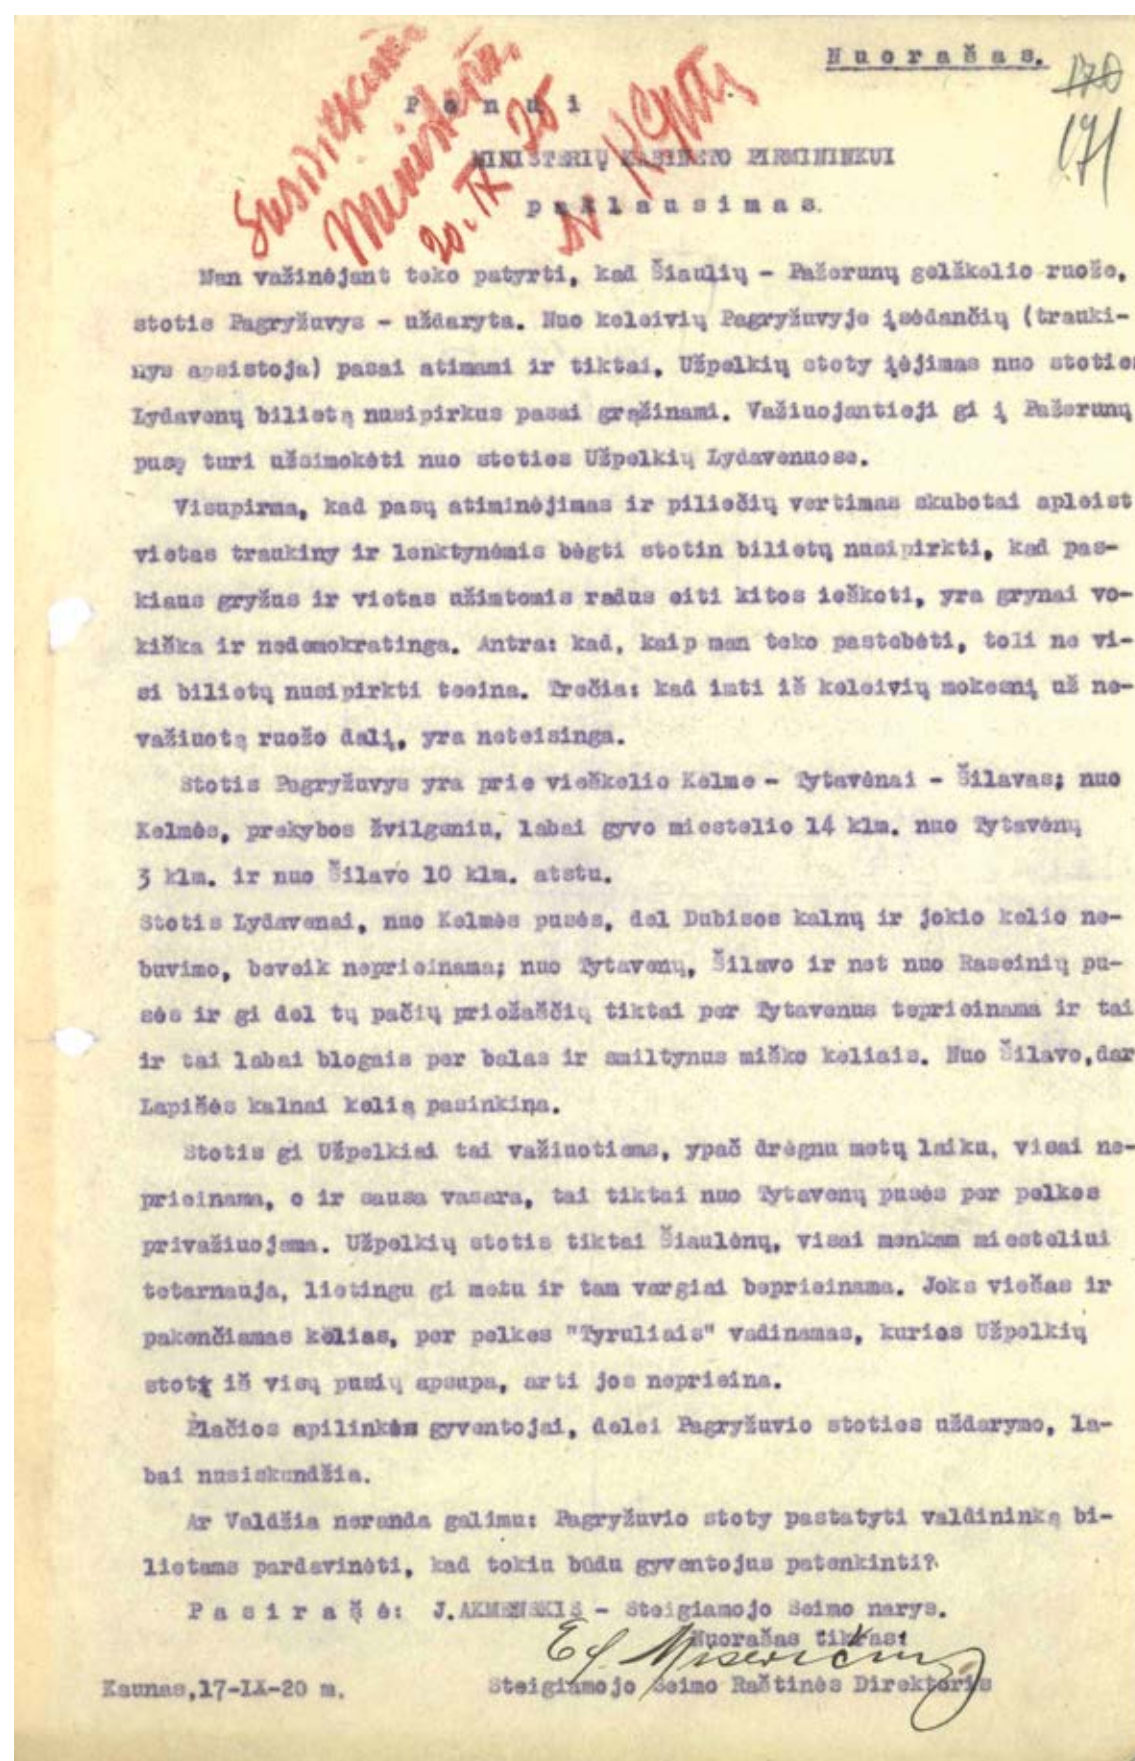 Nuorašas.
170
171
Ponui
Susisiekimo
Ministeriu.
20. IX 20
MINISTERIŲ KABINETO PIRMININKUI
paklausimas.
Man važinėjant teko patyrti, kad Šiaulių - Pažerunų gelžkelio ruože,
stotis Pagryžuvys - uždaryta. Nuo keleivių Pagryžuvyje įsėdančių (trauki-
nys apsistoja) pasai atimami ir tiktai, Užpelkių stoty įėjimas nuo stoties
Lydavenų bilietą nusipirkus pasai grąžinami. Važiuojantieji gi į Pažerunų
pusę turi užsimokėti nuo stoties Užpelkių Lydavenuose.
Visupirma, kad pasų atiminėjimas ir piliečių vertimas skubotai apleist
vietas traukiny ir lenktynėmis bėgti stotin bilietų nusipirkti, kad pas-
kiaus gryžus ir vietas užimtomis radus eiti kitos ieškoti, yra grynai vo-
kiška ir nedemokratinga. Antra: kad, kaip man teko pastebėti, toli ne vi-
si bilietų nusipirkti teeina. Trečia: kad imti iš keleivių mokesnį už ne-
važiuotą ruožo dalį, yra neteisinga.
Stotis Pagryžuvys yra prie vieškelio Kelme - Tytavėnai - Šilavas; nuo
Kelmės, prekybos žvilgsniu, labai gyvo miestelio 14 klm. nuo Tytavėnų
3 klm. ir nuo Šilavo 10 klm. atstu.
Stotis Lydavenai, nuo Kelmės pusės, del Dubisos kalnų ir jokio kelio ne-
buvimo, beveik neprieinama; nuo Tytavenų, Šilavo ir net nuo Raseinių pu-
sės ir gi del tų pačių priežaščių tiktai per Tytavenus teprieinama ir tai
ir tai labai blogais per balas ir smiltynus miško keliais. Nuo Šilavo,dar
Lapišės kalnai kelią pasinkina.
Stotis gi Užpelkiai tai važiuotiems, ypač drėgnu metų laiku, visai ne-
prieinama, o ir sausa vasara, tai tiktai nuo Tytavenų pusės per pelkes
privažiuojama. Užpelkių stotis tiktai Šiaulėnų, visai menkam miesteliui
tetarnauja, lietingu gi metu ir tam vargiai beprieinama. Joks viešas ir
pakenčiamas kelias, per pelkes "Tyruliais" vadinamas, kurios Užpelkių
stotį iš visų pusių apsupa, arti jos neprieina.
Plačios apilinkės gyventojai, delei Pagryžuvio stoties uždarymo, la-
bai nusiskundžia.
Ar Valdžia neranda galimu: Pagryžuvio stoty pastatyti valdininką bi-
lietams pardavinėti, kad tokiu būdu gyventojus patenkinti?
Pasirašė: J.AKMENSKIS - Steigiamojo Seimo narys.
Nuorašas tikras:
Kaunas,17-IX-20 m. Steigiamojo Seimo Raštinės Direktoris